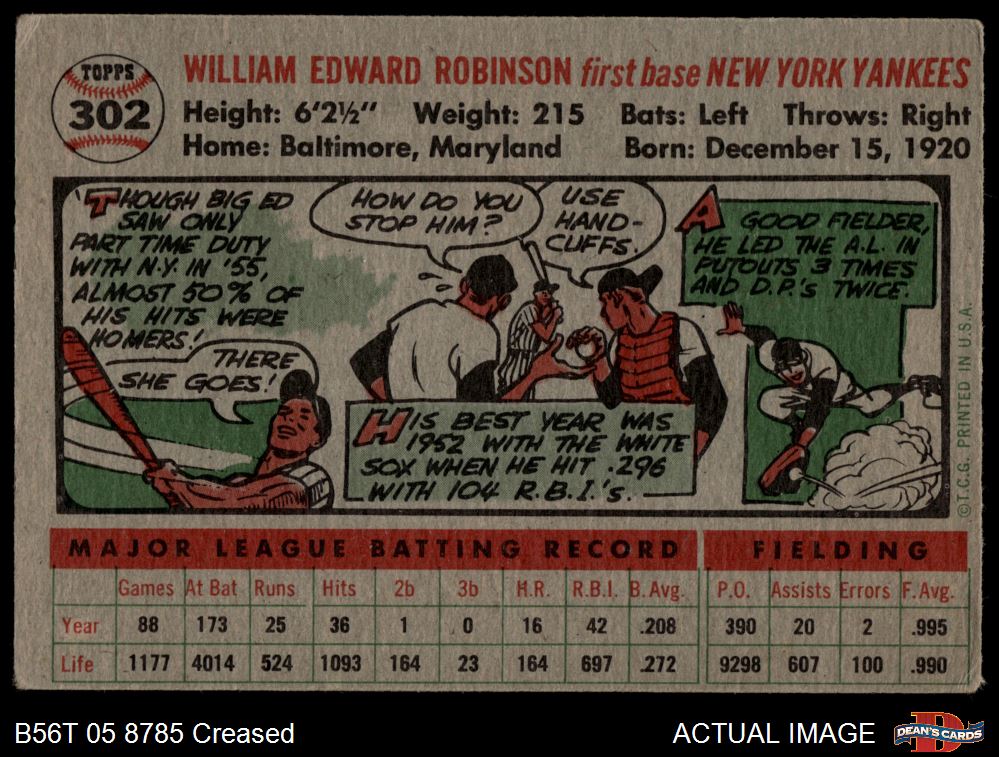 TOPPS
302
WILLIAM EDWARD ROBINSON first base NEW YORK YANKEES
Height: 6'2½" Weight: 215 Bats: Left Throws: Right
Home: Baltimore, Maryland Born: December 15, 1920
THOUGH BIG ED
SAW ONLY
PART TIME DUTY
WITH N.Y. IN '55,
ALMOST 50% OF
HIS HITS WERE
HOMERS!
THERE
SHE GOES!
HOW DO YOU
STOP HIM?
USE
HAND-
CUFFS.
HIS BEST YEAR WAS
1952 WITH THE WHITE
SOX WHEN HE HIT .296
WITH 104 R.B.I.'s.
A GOOD FIELDER,
HE LED THE A.L. IN
PUTOUTS 3 TIMES
AND D.P.'s TWICE.
©T.C.G. PRINTED IN U.S.A.
MAJOR LEAGUE BATTING RECORD FIELDING
Games At Bat Runs Hits 2b 3b H.R. R.B.I. B. Avg. P.O. Assists Errors F. Avg.
Year 88 173 25 36 1 0 16 42 .208 390 20 2 .995
Life 1177 4014 524 1093 164 23 164 697 .272 9298 607 100 .990
B56T 05 8785 Creased ACTUAL IMAGE
DEAN'S CARDS